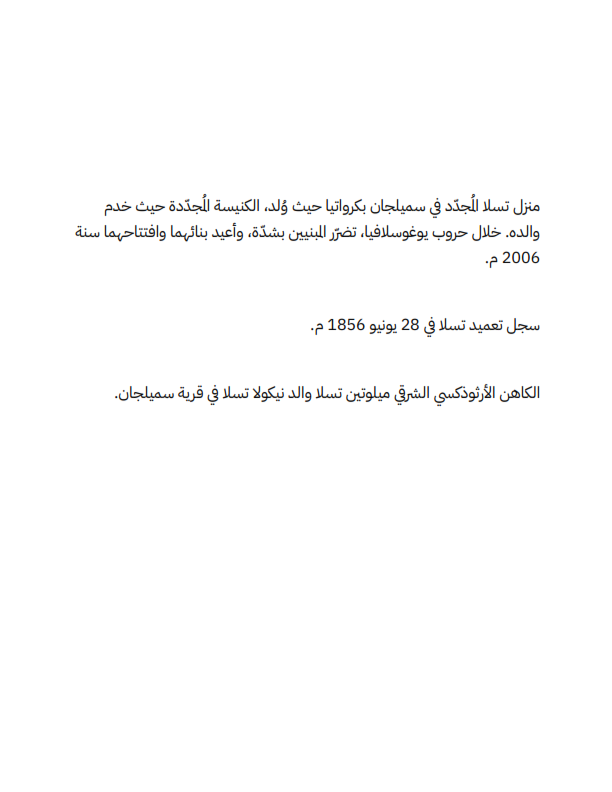 منزل تسلا المُجدّد في سميلجان بكرواتيا حيث وُلد، الكنيسة المُجدّدة حيث خدم
والده. خلال حروب يوغوسلافيا، تضرّر المبنيين بشدّة، وأعيد بنائهما وافتتاحهما سنة
2006 م.
سجل تعميد تسلا في 28 يونيو 1856 م.
الكاهن الأرثوذكسي الشرقي ميلوتين تسلا والد نيكولا تسلا في قرية سميلجان.